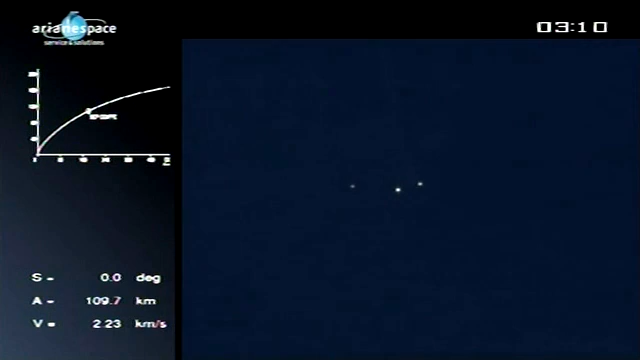 arianespace
service & solutions
03:10
S = 0.0 deg
A = 109.7 km
V = 2.23 km/s